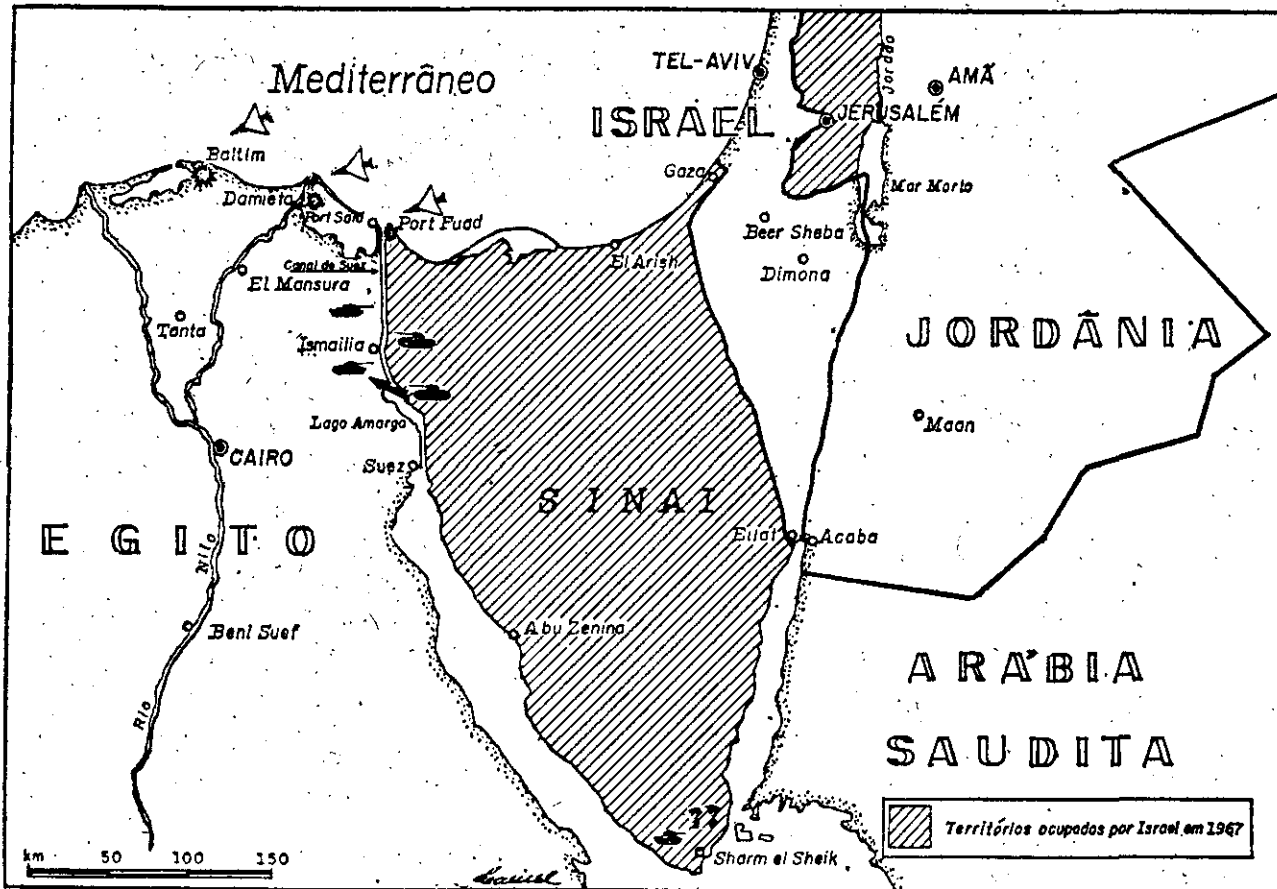 Mediterrâneo
TEL-AVIV
Jordão
AMÃ
ISRAEL
JERUSALÉM
Baltim
Gaza
Mar Morto
Damieta
Port Said
Port Fuad
Beer Sheba
El Arish
Canal de Suez
El Mansura
Dimona
Tanta
Ismailia
JORDÂNIA
Lago Amargo
Maan
CAIRO
Suez
SINAI
EGITO
Eilat
Acaba
Rio Nilo
Beni Suef
Abu Zenina
ARÁBIA
SAUDITA
??
Territórios ocupados por Israel em 1967
km 50 100 150
Sharm el Sheik